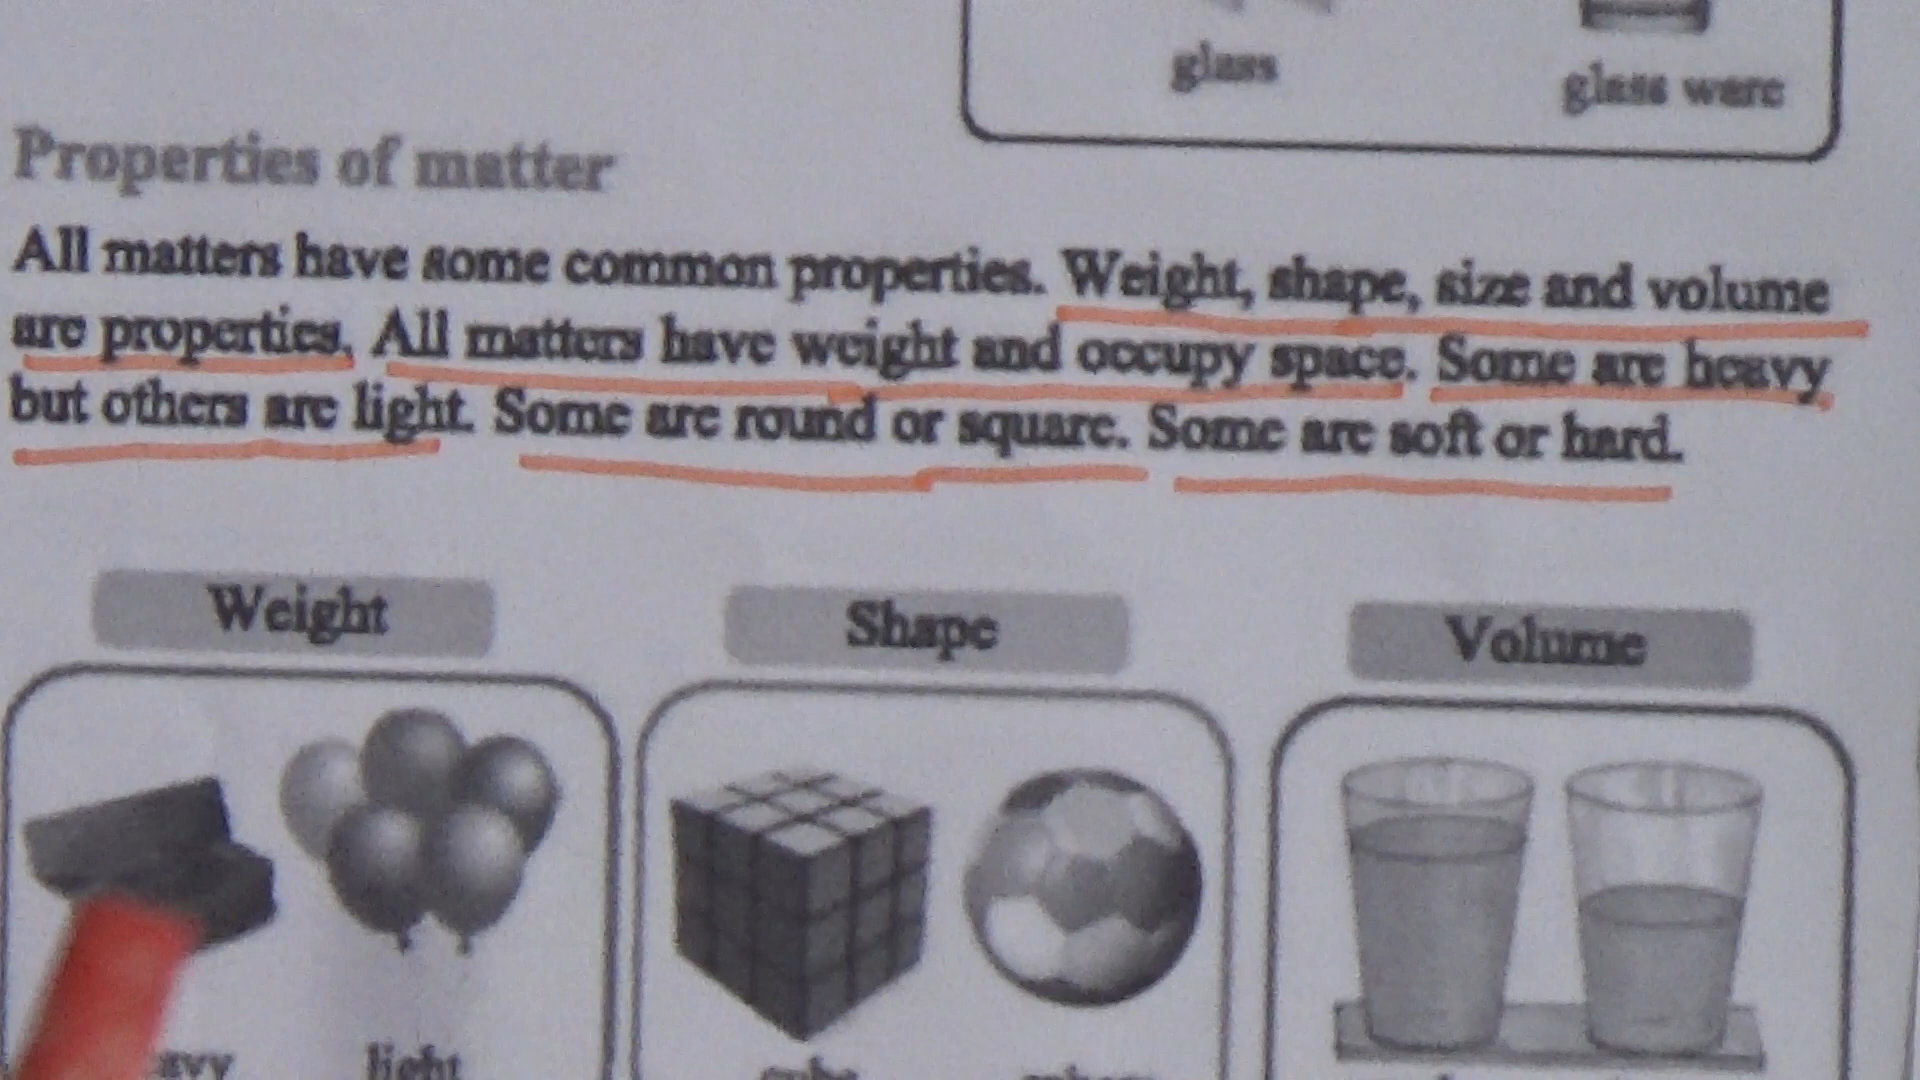 glass
glass ware
Properties of matter
All matters have some common properties. Weight, shape, size and volume
are properties. All matters have weight and occupy space. Some are heavy
but others are light. Some are round or square. Some are soft or hard.
Weight
Shape
Volume
light
cube